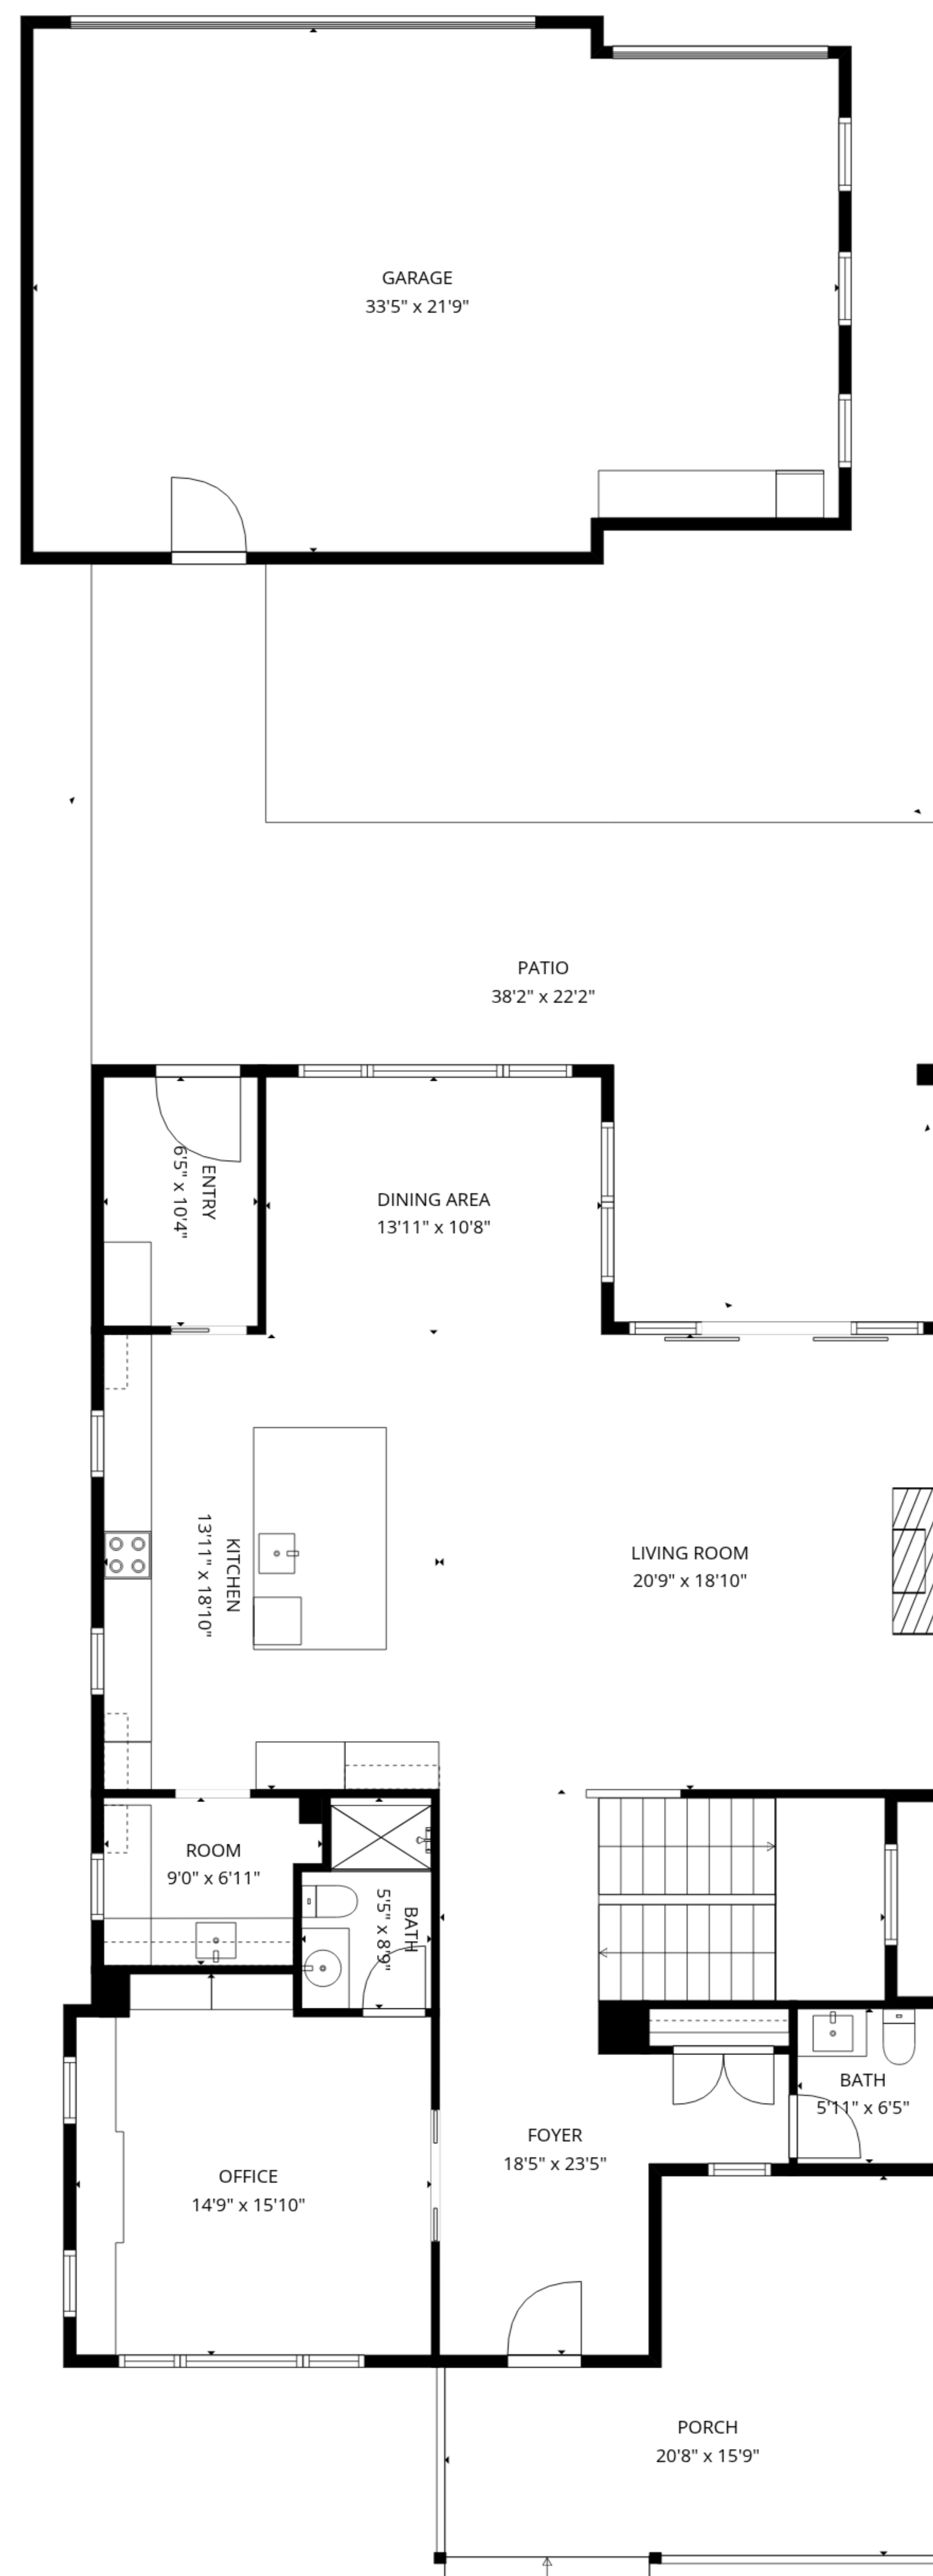 GARAGE
33'5" x 21'9"
PATIO
38'2" x 22'2"
ENTRY
6'5" x 10'4"
DINING AREA
13'11" x 10'8"
KITCHEN
13'11" x 18'10"
LIVING ROOM
20'9" x 18'10"
ROOM
9'0" x 6'11"
BATH
5'5" x 8'9"
BATH
5'11" x 6'5"
FOYER
18'5" x 23'5"
OFFICE
14'9" x 15'10"
PORCH
20'8" x 15'9"